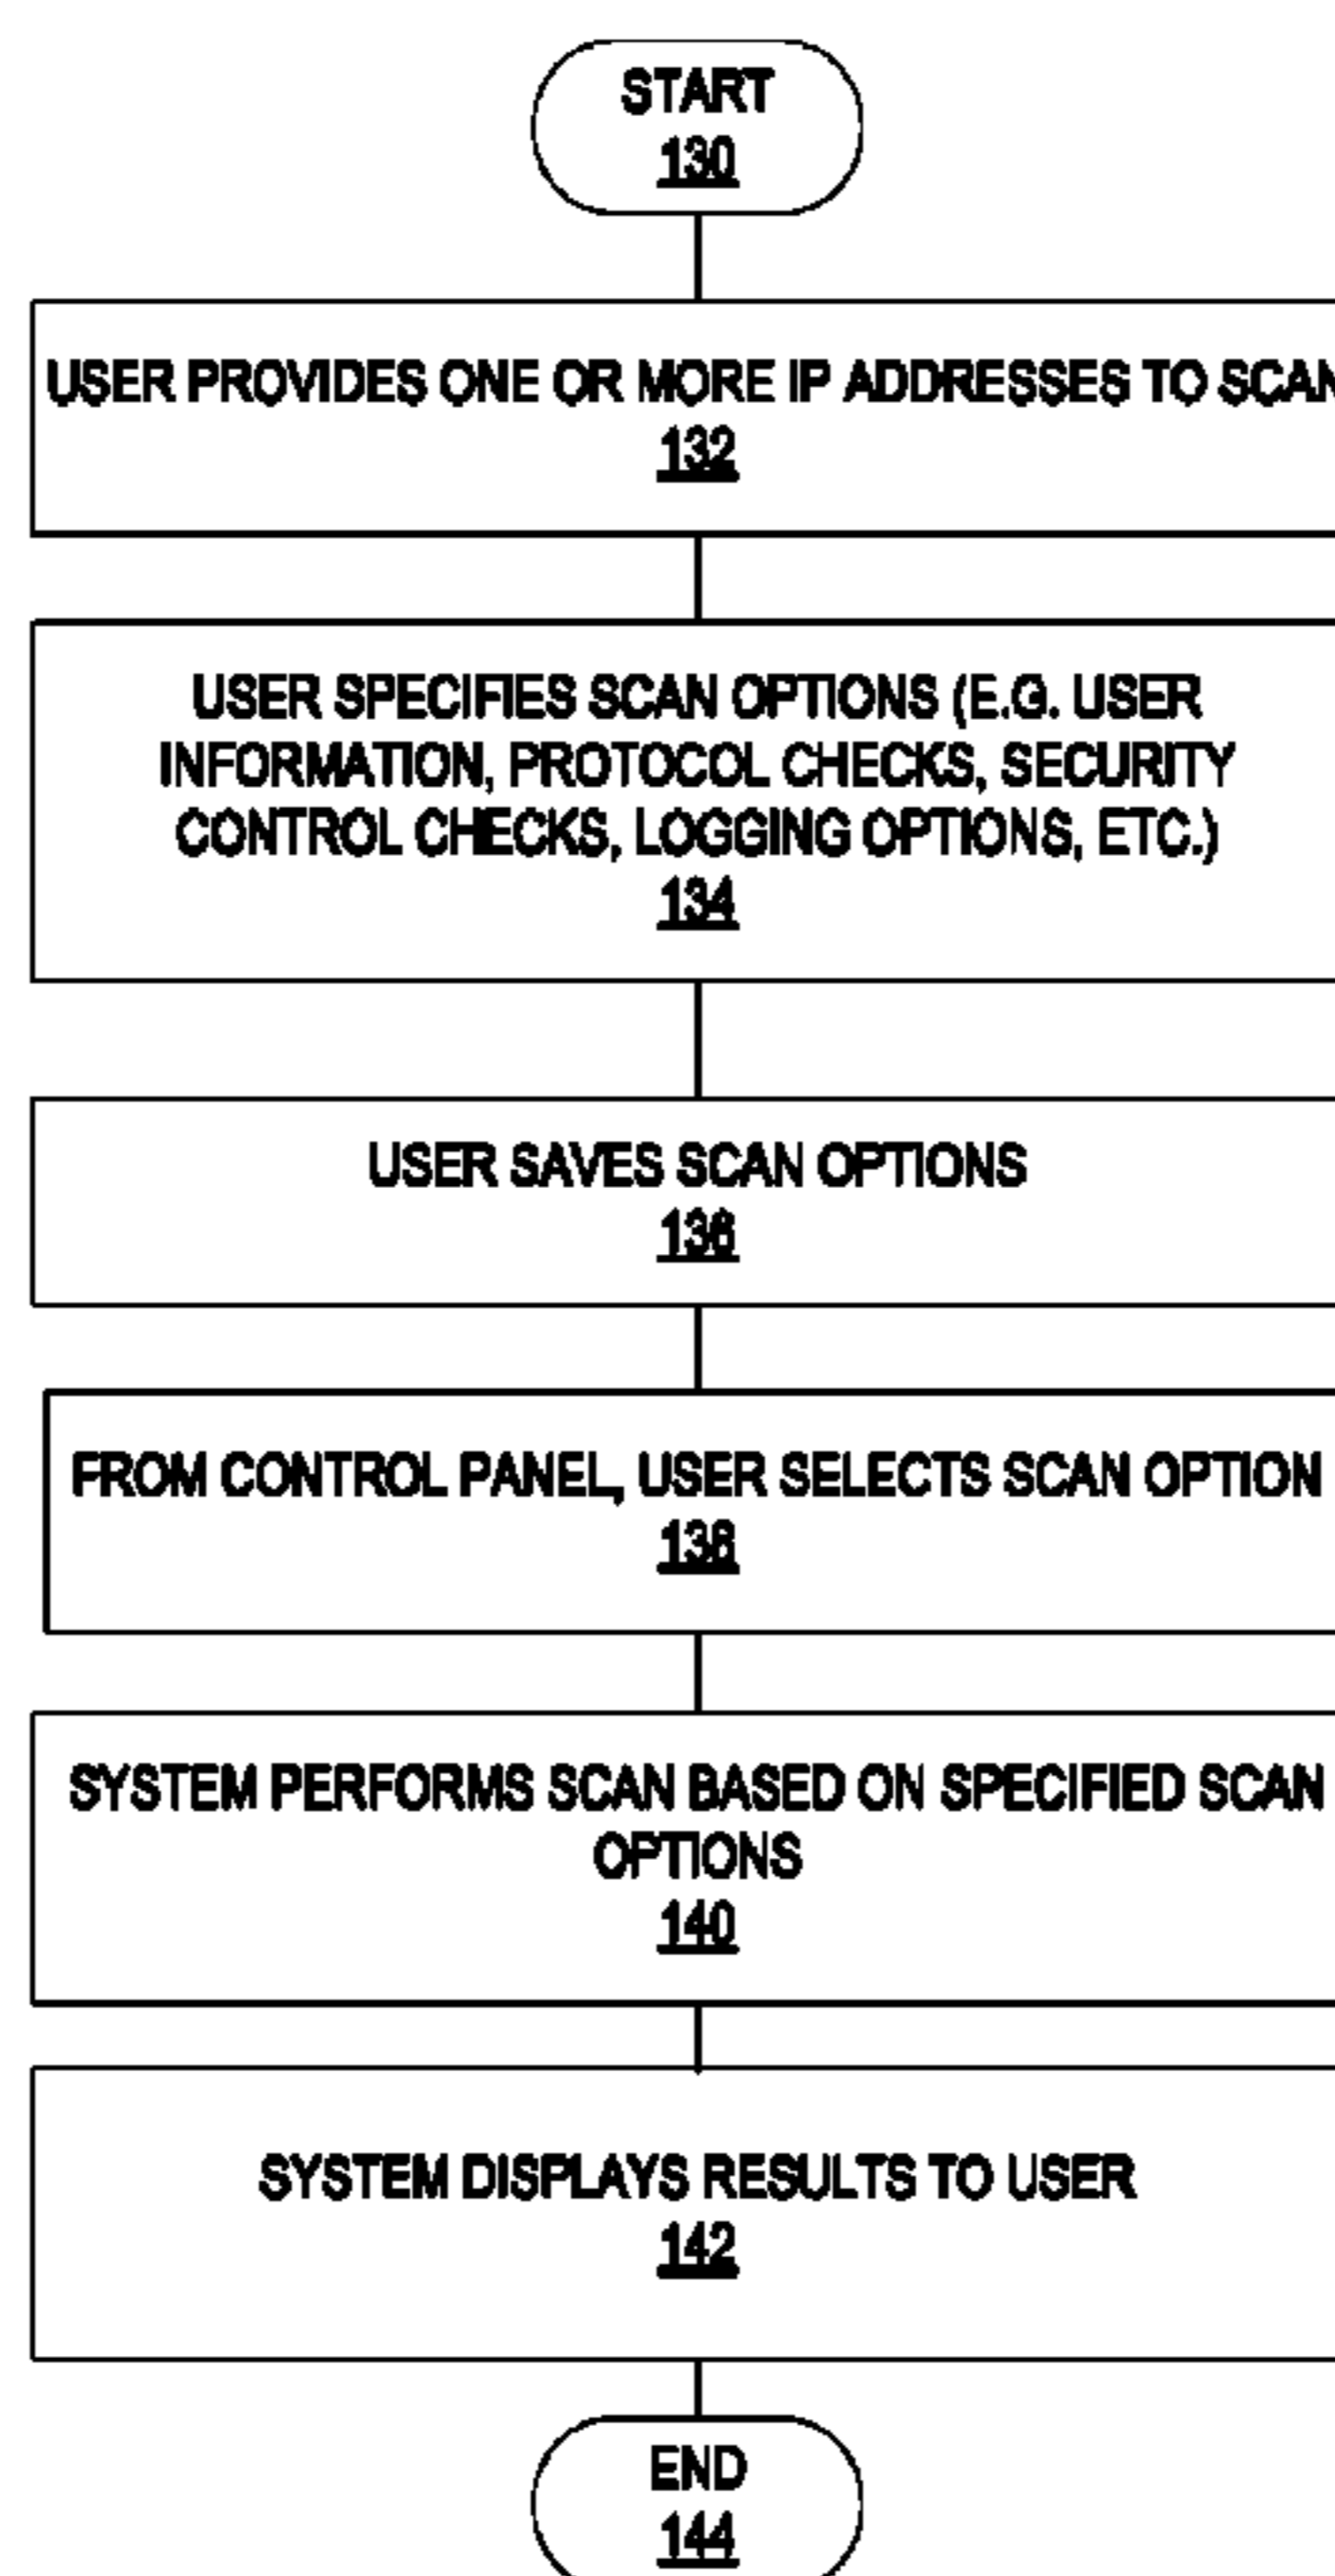 START
130
USER PROVIDES ONE OR MORE IP ADDRESSES TO SCAN
132
USER SPECIFIES SCAN OPTIONS (E.G. USER
INFORMATION, PROTOCOL CHECKS, SECURITY
CONTROL CHECKS, LOGGING OPTIONS, ETC.)
134
USER SAVES SCAN OPTIONS
136
FROM CONTROL PANEL, USER SELECTS SCAN OPTION
138
SYSTEM PERFORMS SCAN BASED ON SPECIFIED SCAN
OPTIONS
140
SYSTEM DISPLAYS RESULTS TO USER
142
END
144